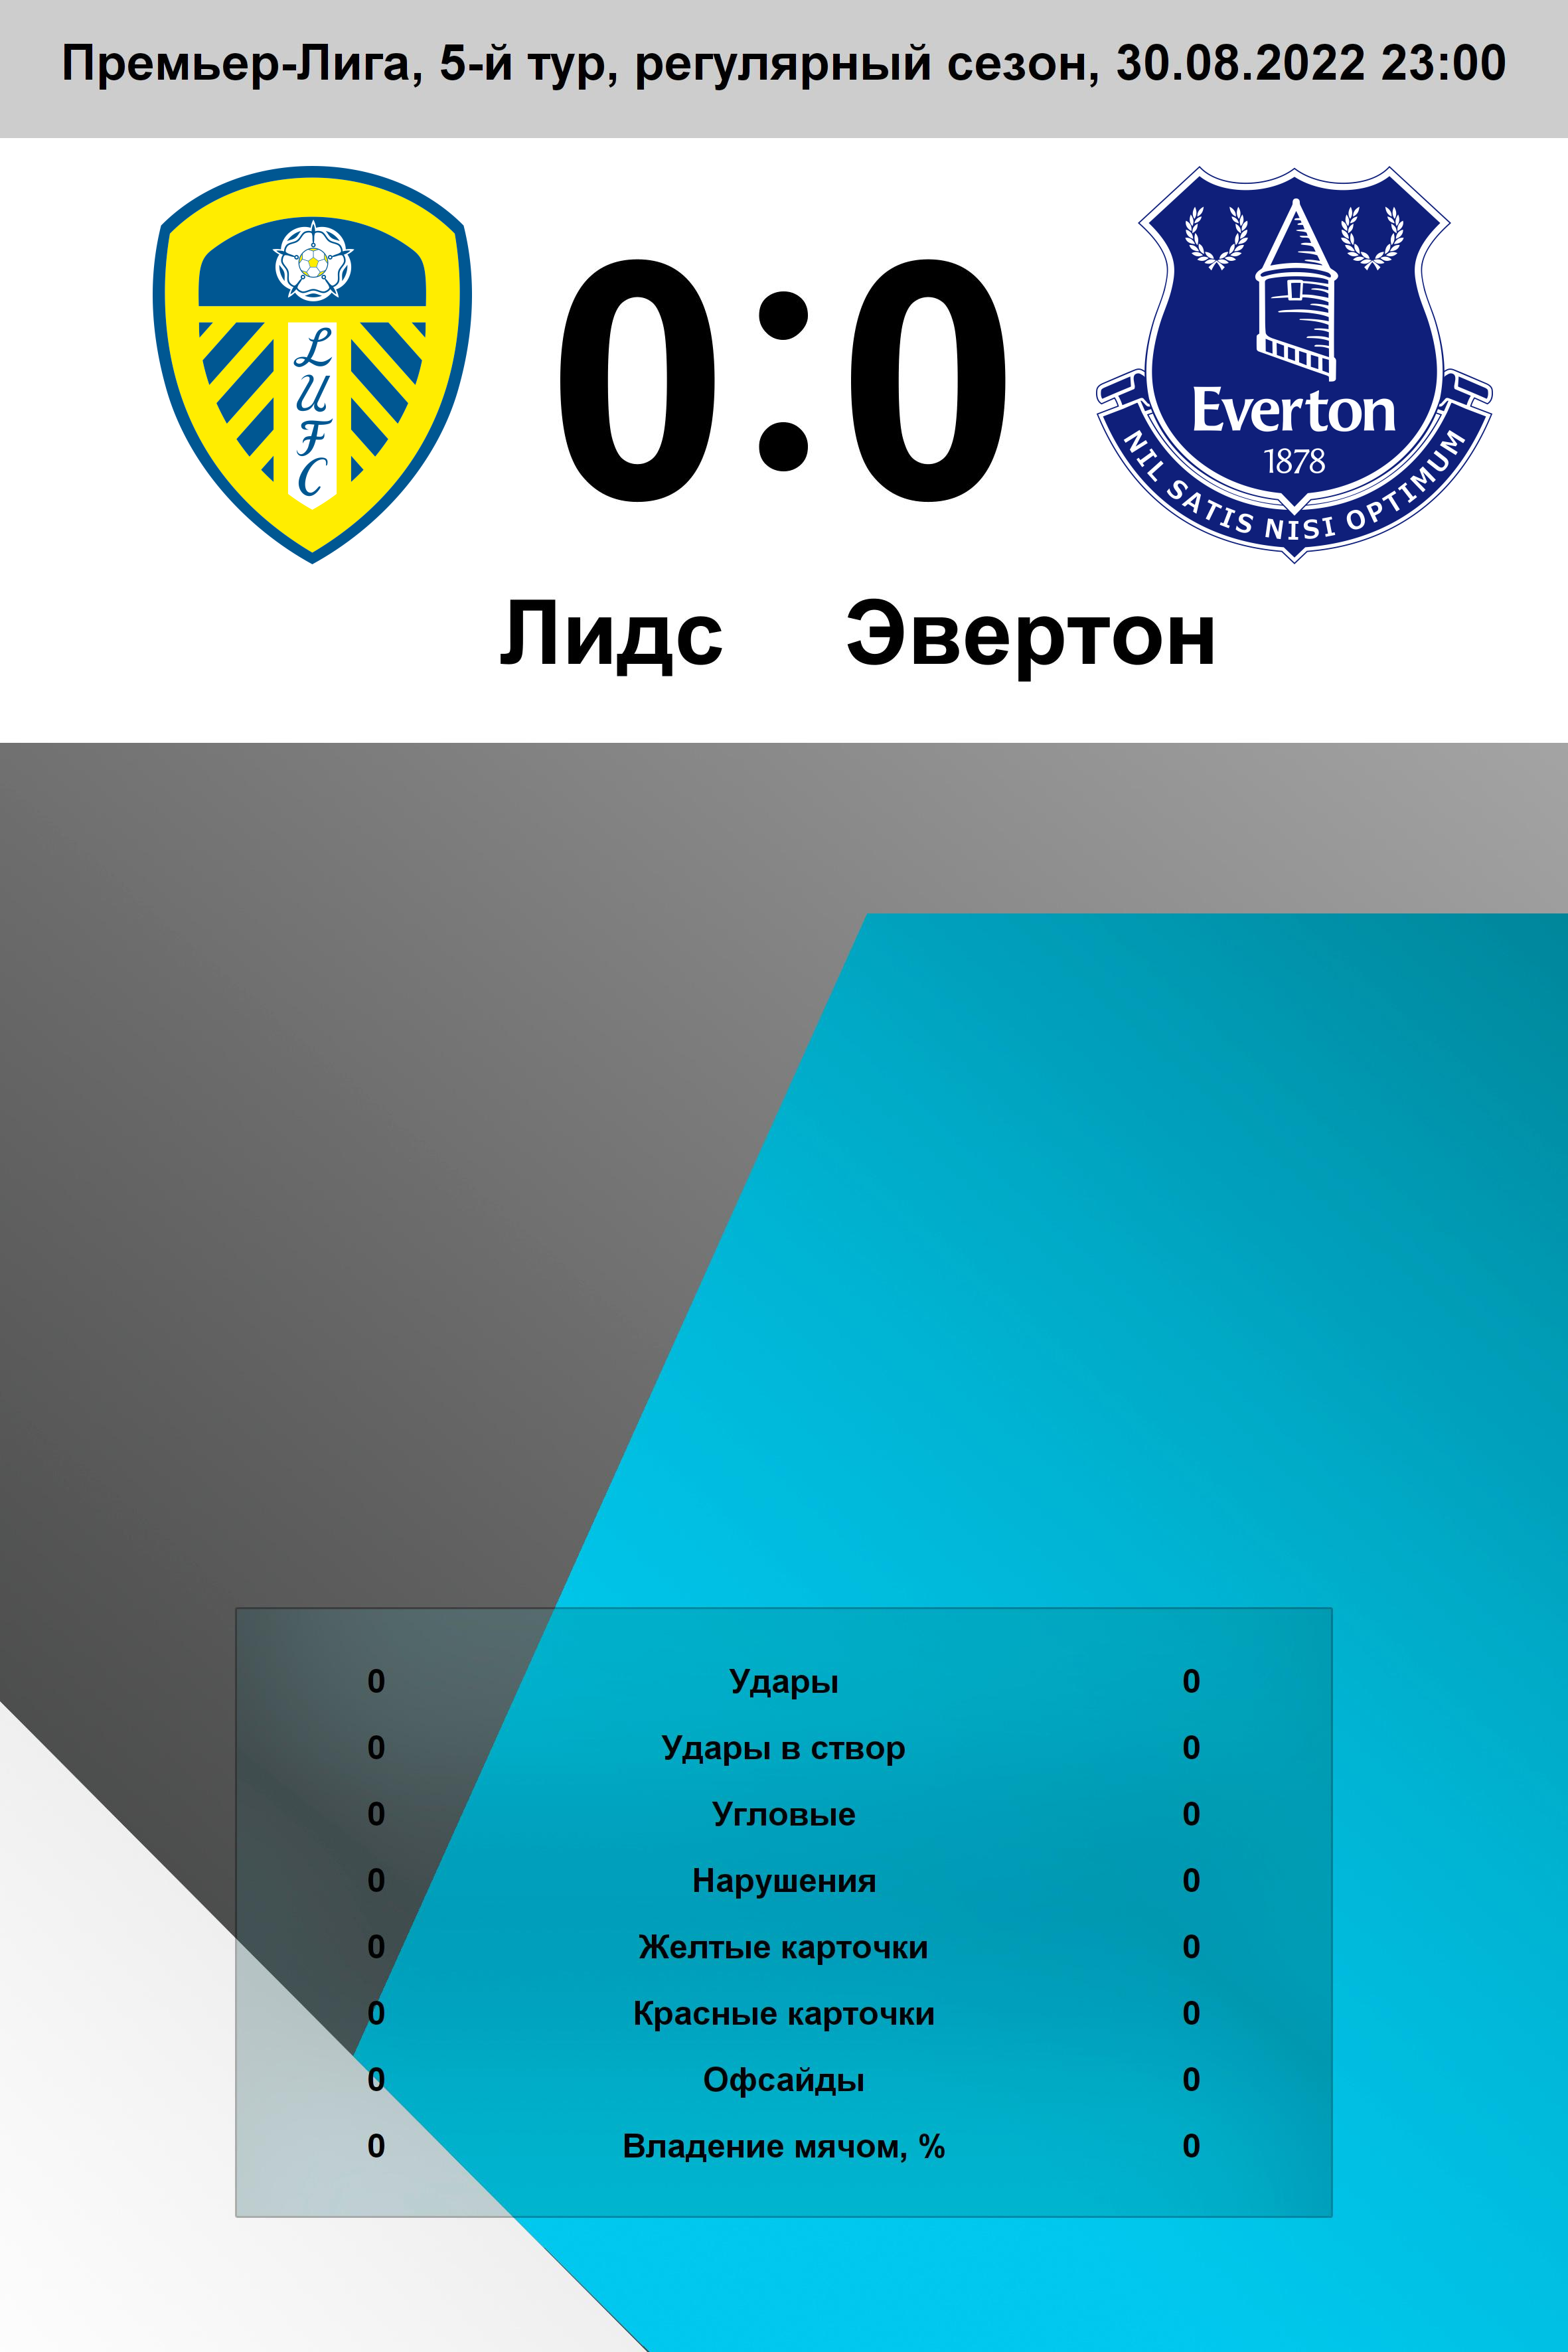 Премьер-Лига, 5-й тур, регулярный сезон, 30.08.2022 23:00
LUFC
0:0
Everton
1878
NIL SATIS NISI OPTIMUM
Лидс Эвертон
0 Удары 0
0 Удары в створ 0
0 Угловые 0
0 Нарушения 0
0 Желтые карточки 0
0 Красные карточки 0
0 Офсайды 0
0 Владение мячом, % 0